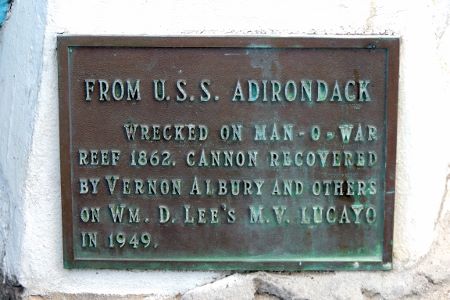 FROM U.S.S. ADIRONDACK
WRECKED ON MAN-O-WAR
REEF 1862. CANNON RECOVERED
BY VERNON ALBURY AND OTHERS
ON WM. D. LEE'S M.V. LUCAYO
IN 1949.